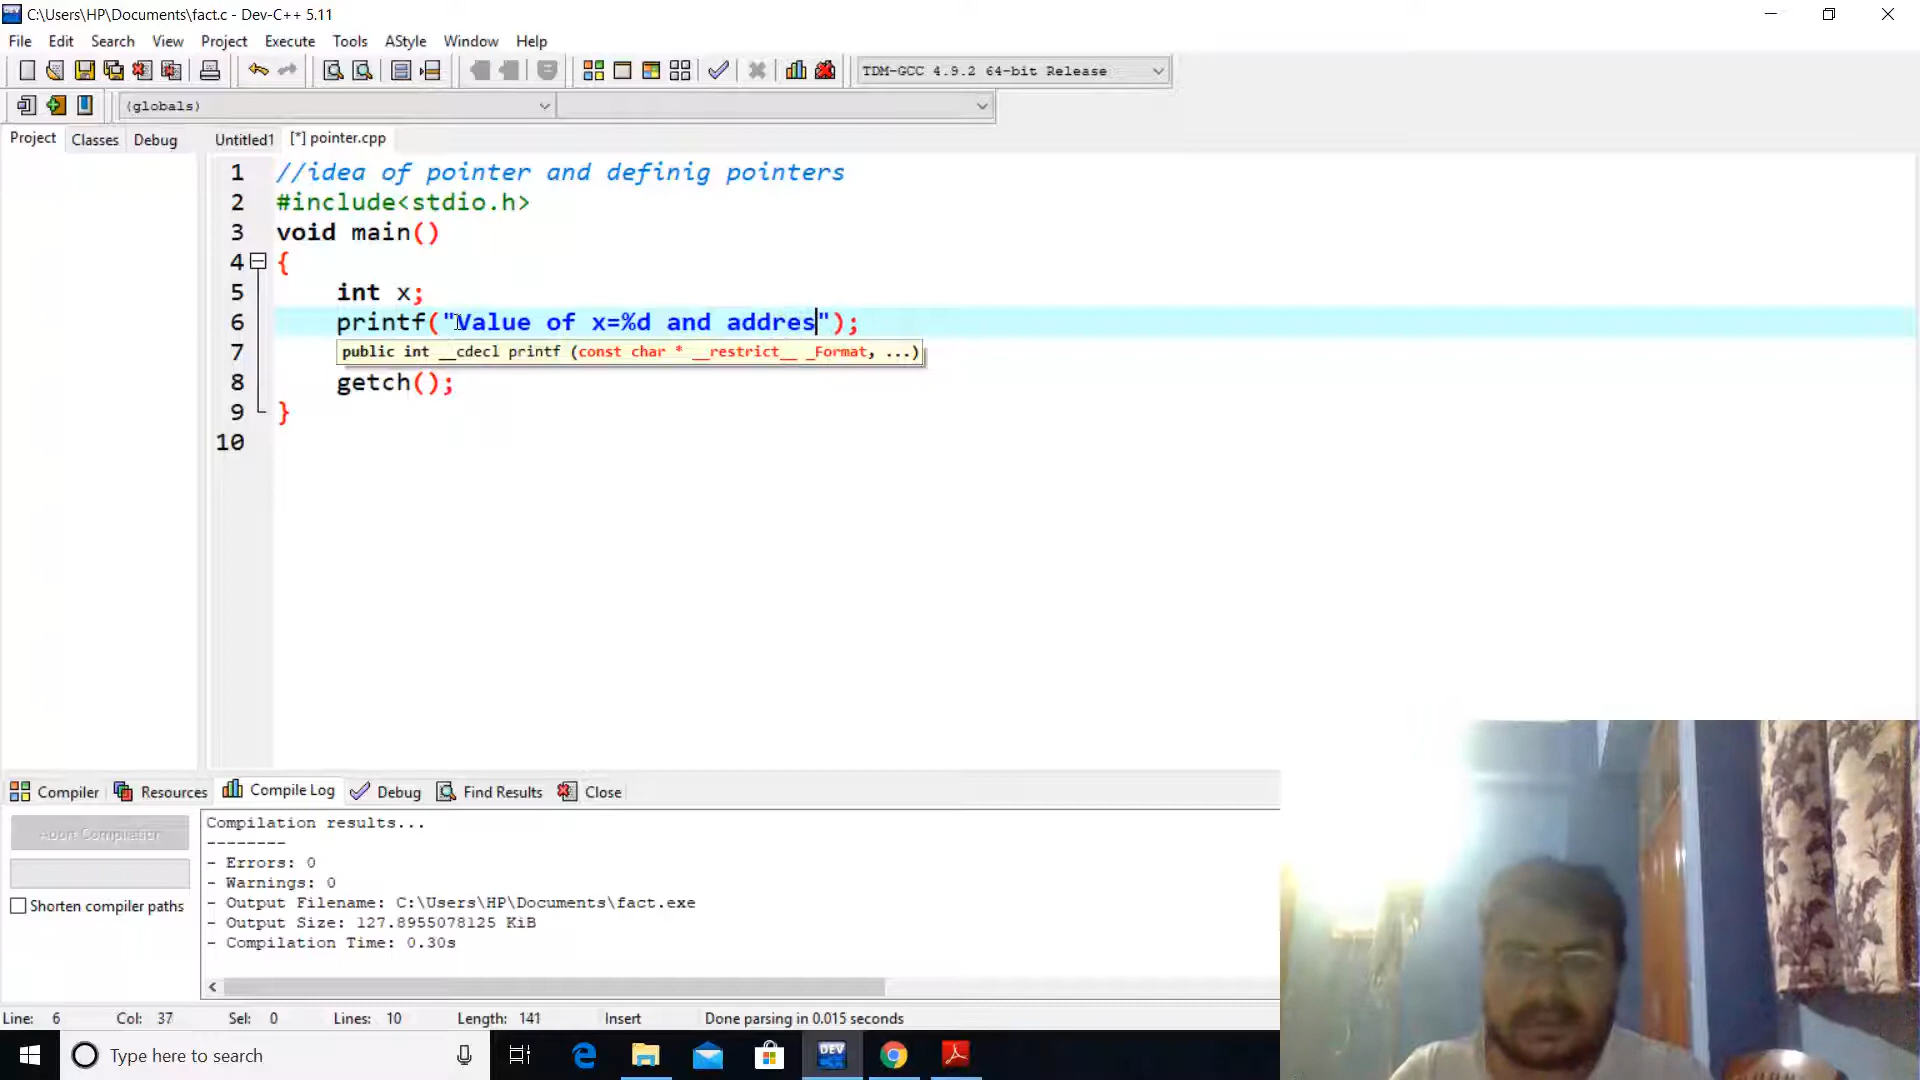 C:\Users\HP\Documents\fact.c - Dev-C++ 5.11
File Edit Search View Project Execute Tools AStyle Window Help
TDM-GCC 4.9.2 64-bit Release
(globals)
Project Classes Debug Untitled1 [*] pointer.cpp
1 //idea of pointer and definig pointers
2 #include<stdio.h>
3 void main()
4 {
5 int x;
6 printf("Value of x=%d and addres");
7 public int __cdecl printf (const char * __restrict__ _Format, ...)
8 getch();
9 }
10
Compiler Resources Compile Log Debug Find Results Close
Abort Compilation
Shorten compiler paths
Compilation results...
--------
- Errors: 0
- Warnings: 0
- Output Filename: C:\Users\HP\Documents\fact.exe
- Output Size: 127.8955078125 KiB
- Compilation Time: 0.30s
Line: 6 Col: 37 Sel: 0 Lines: 10 Length: 141 Insert Done parsing in 0.015 seconds
Type here to search
DEV